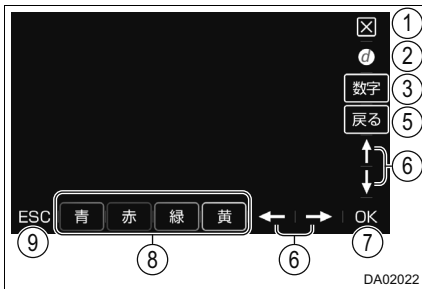 ①
d ②
数字 ③
戻る ⑤
↑
↓ ⑥
ESC 青 赤 緑 黄 ← → OK
⑨ ⑧ ⑥ ⑦
DA02022